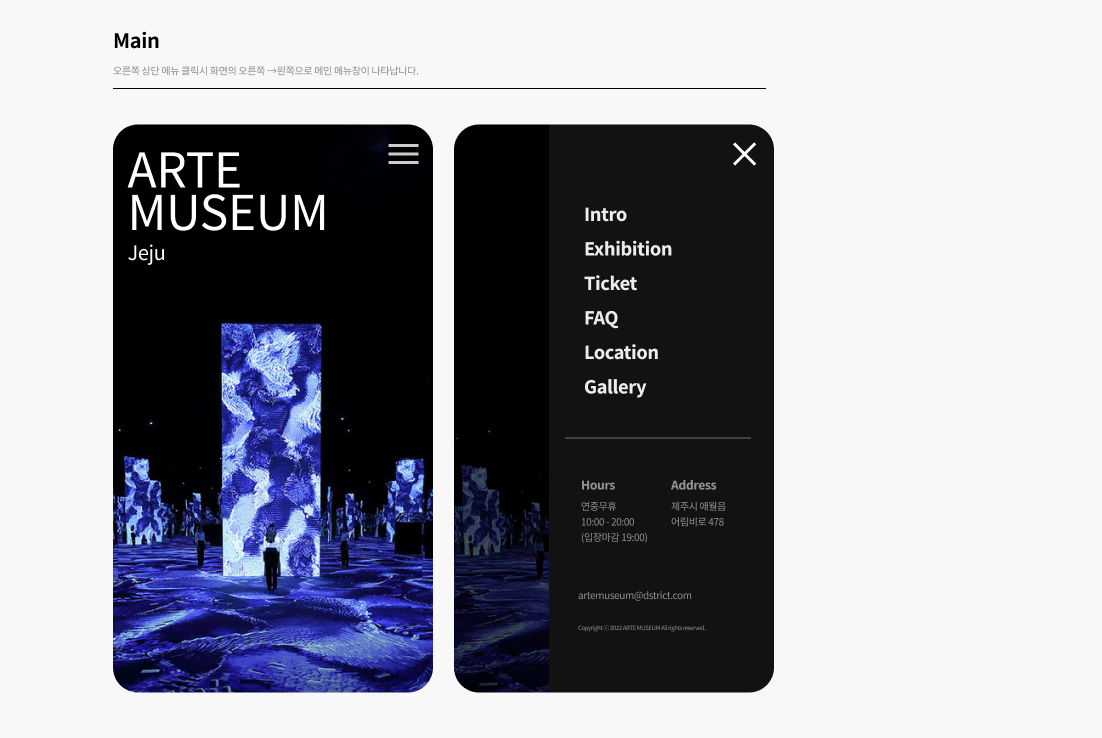 Main
오른쪽 상단 메뉴 클릭시 화면의 오른쪽 →왼쪽으로 메인 메뉴창이 나타납니다.
ARTE
MUSEUM
Jeju
Intro
Exhibition
Ticket
FAQ
Location
Gallery
Hours
연중무휴
10:00 - 20:00
(입장마감 19:00)
Address
제주시 애월읍
어림비로 478
artemuseum@dstrict.com
Copyright ⓒ 2022 ARTE MUSEUM All rights reserved.